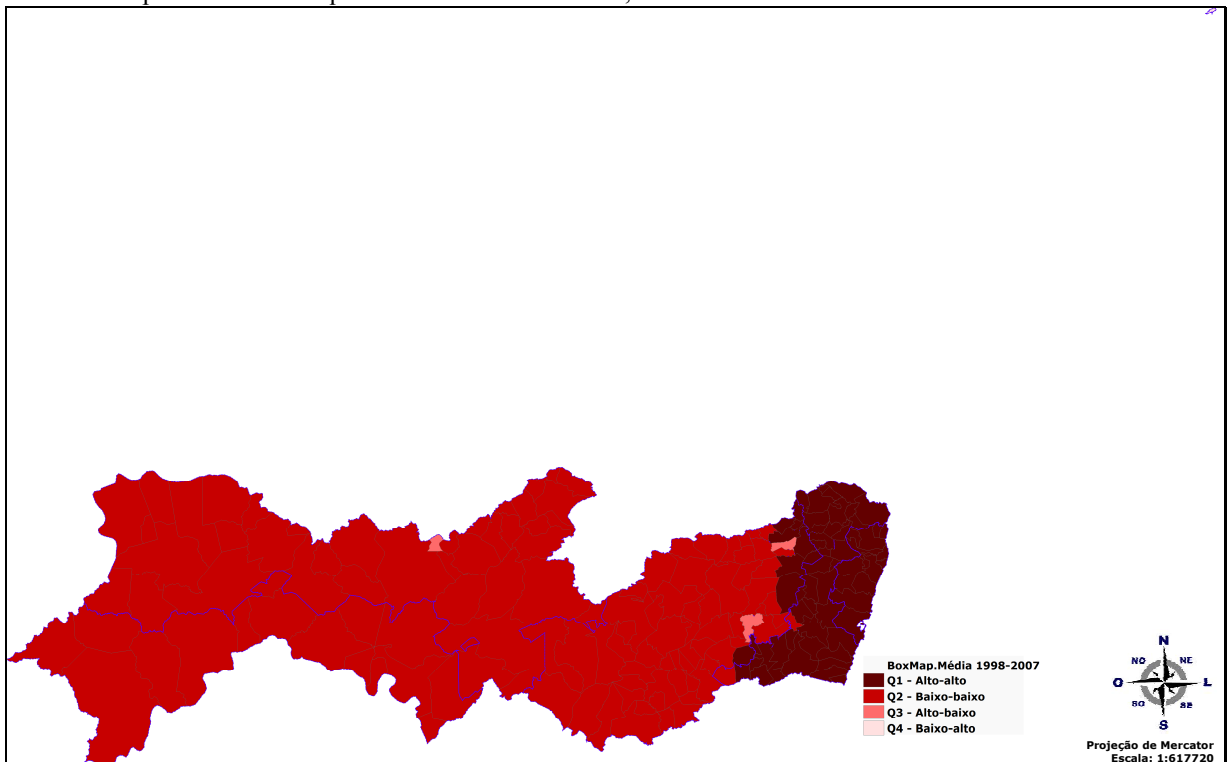 BoxMap.Média 1998-2007
Q1 - Alto-alto
Q2 - Baixo-baixo
Q3 - Alto-baixo
Q4 - Baixo-alto
N
NO NE
O L
SO SE
S
Projeção de Mercator
Escala: 1:617720